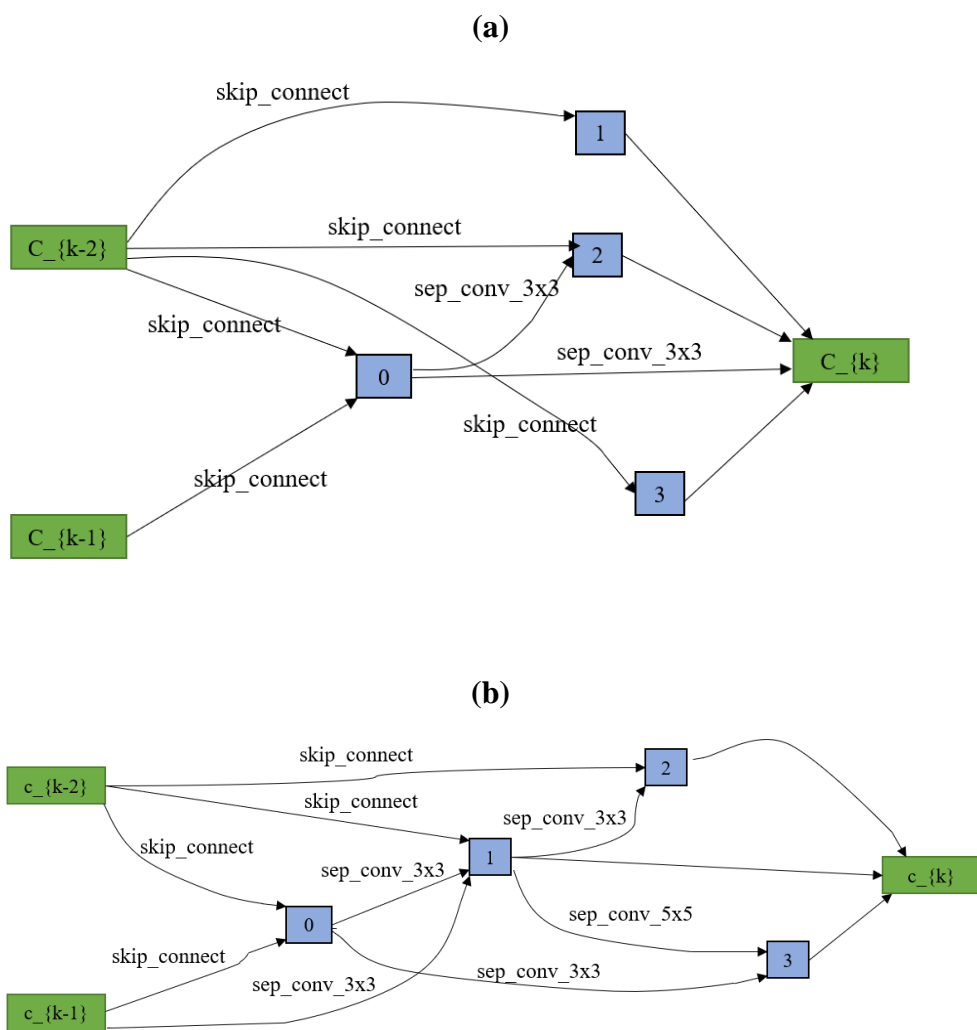 (a)
skip_connect
1
C_{k-2}
skip_connect
2
sep_conv_3x3
skip_connect
sep_conv_3x3
C_{k}
0
skip_connect
skip_connect
3
C_{k-1}
(b)
skip_connect
2
c_{k-2}
skip_connect
sep_conv_3x3
skip_connect
1
sep_conv_3x3
c_{k}
sep_conv_5x5
0
skip_connect
3
sep_conv_3x3
sep_conv_3x3
c_{k-1}